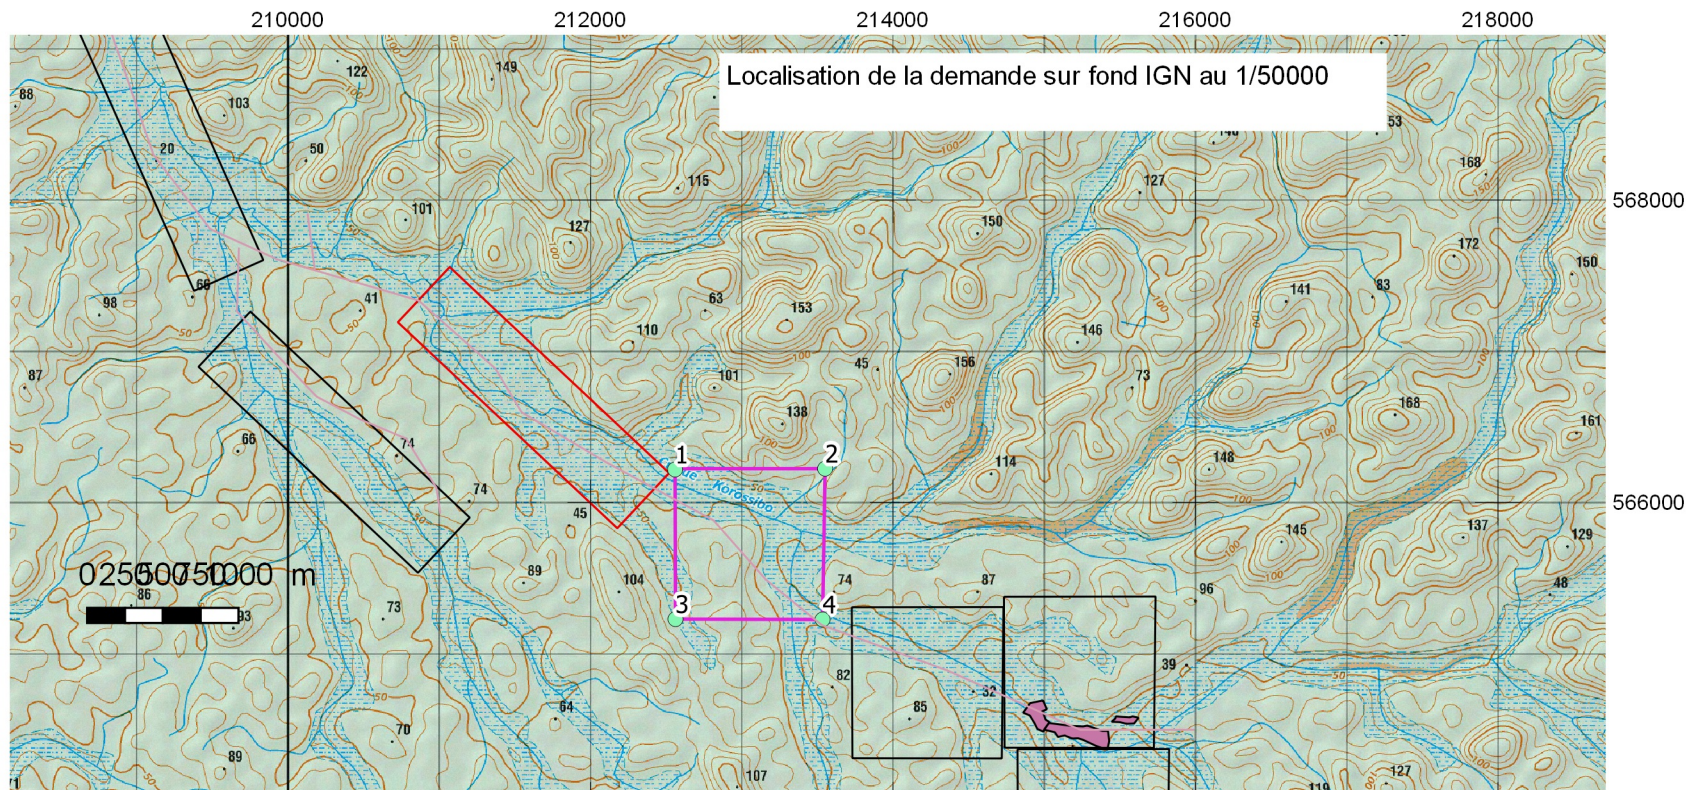 210000 212000 214000 216000 218000
Localisation de la demande sur fond IGN au 1/50000
122 149
88 103
53
20 50 168
115 127
101 127 150 568000
172
150
66 41 63 141 83
98 153
110 146
87 101 45 156 73
138 168 161
1 2
66 74 114 148
74 Korossibo
45 566000
145 137 129
89 104 74 87 48
0 250 500 750 1000 m
86 96
93 73 3 4
39
82 32
64 85
70
89 107 127
119